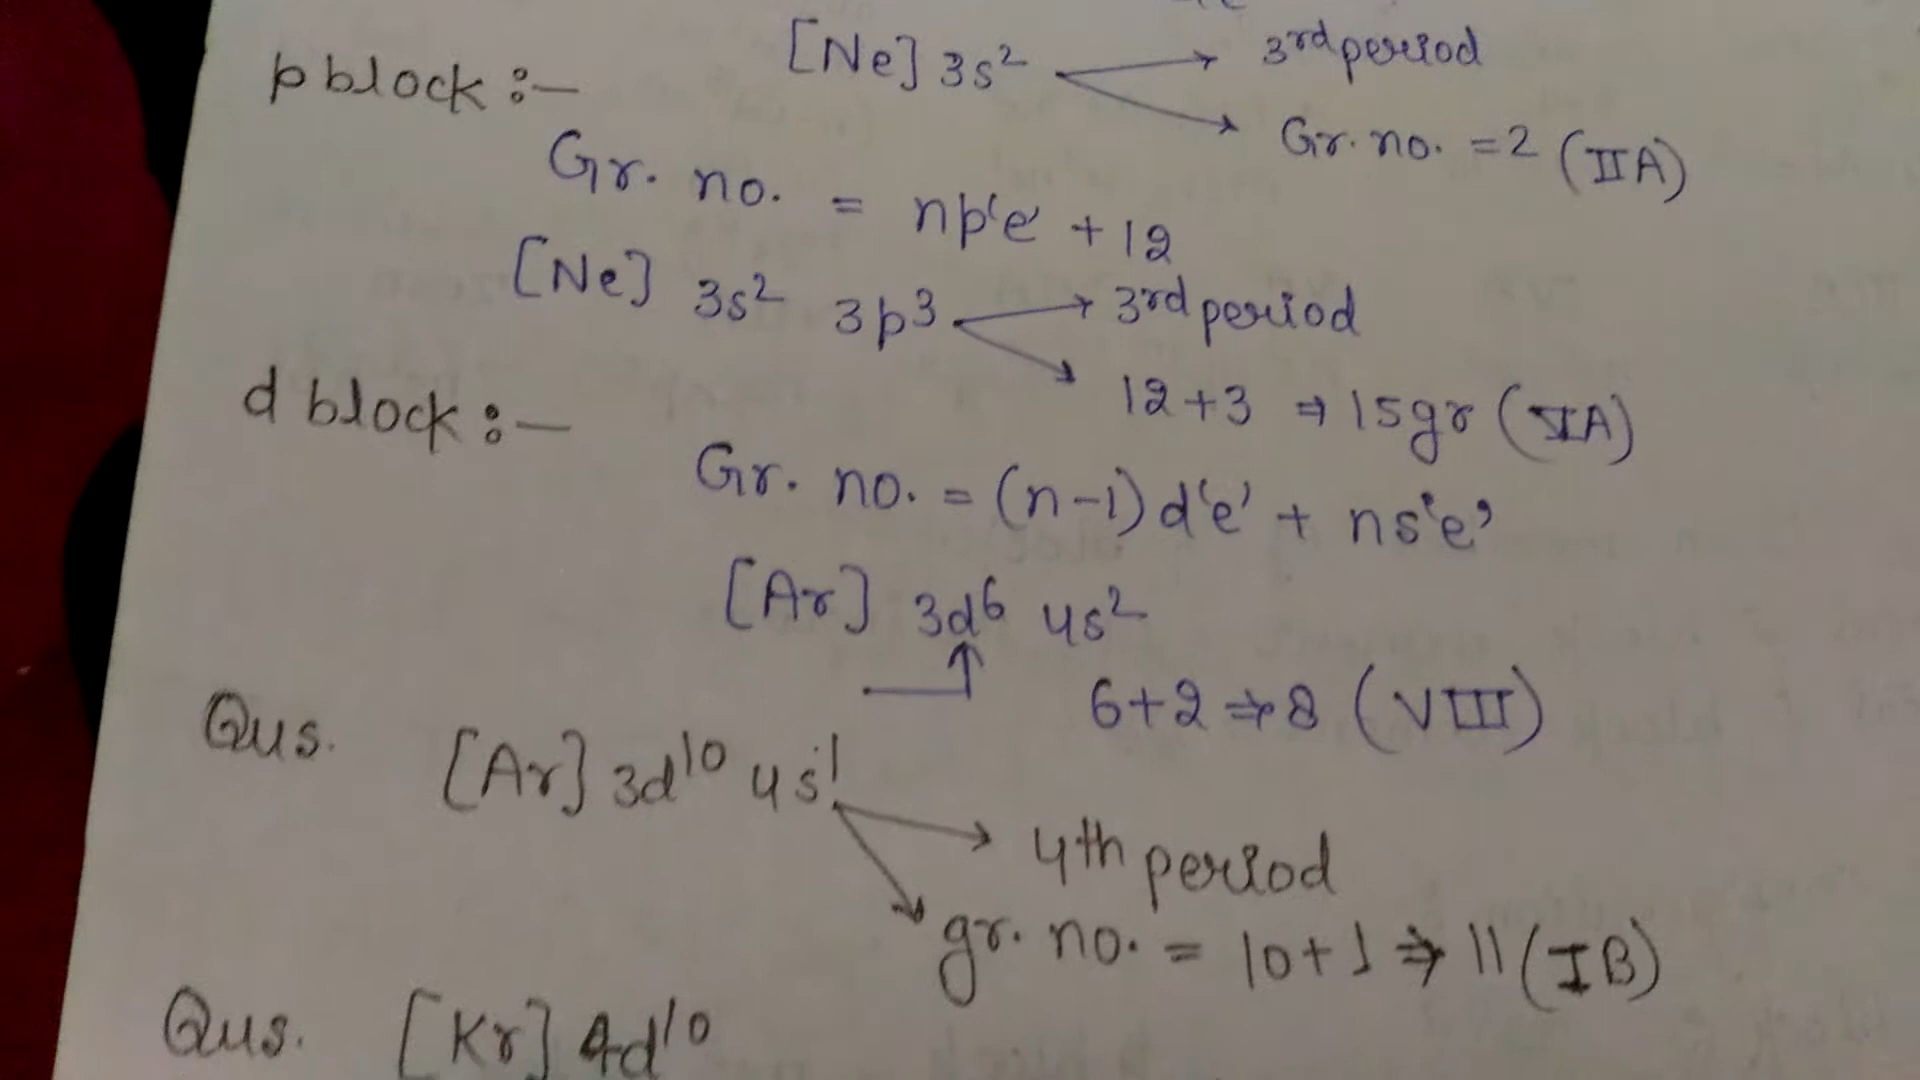 [Ne] 3s² → 3rd period
p block :-
→ Gr. no. = 2 (IIA)
Gr. no. = np'e' + 12
[Ne] 3s² 3p³ → 3rd period
→ 12+3 ⇒ 15gr (VA)
d block :-
Gr. no. = (n-1)d'e' + ns'e'
[Ar] 3d⁶ 4s²
6+2 ⇒ 8 (VIII)
Qus. [Ar] 3d¹⁰ 4s¹
→ 4th period
→ gr. no. = 10+1 ⇒ 11 (IB)
Qus. [Kr] 4d¹⁰